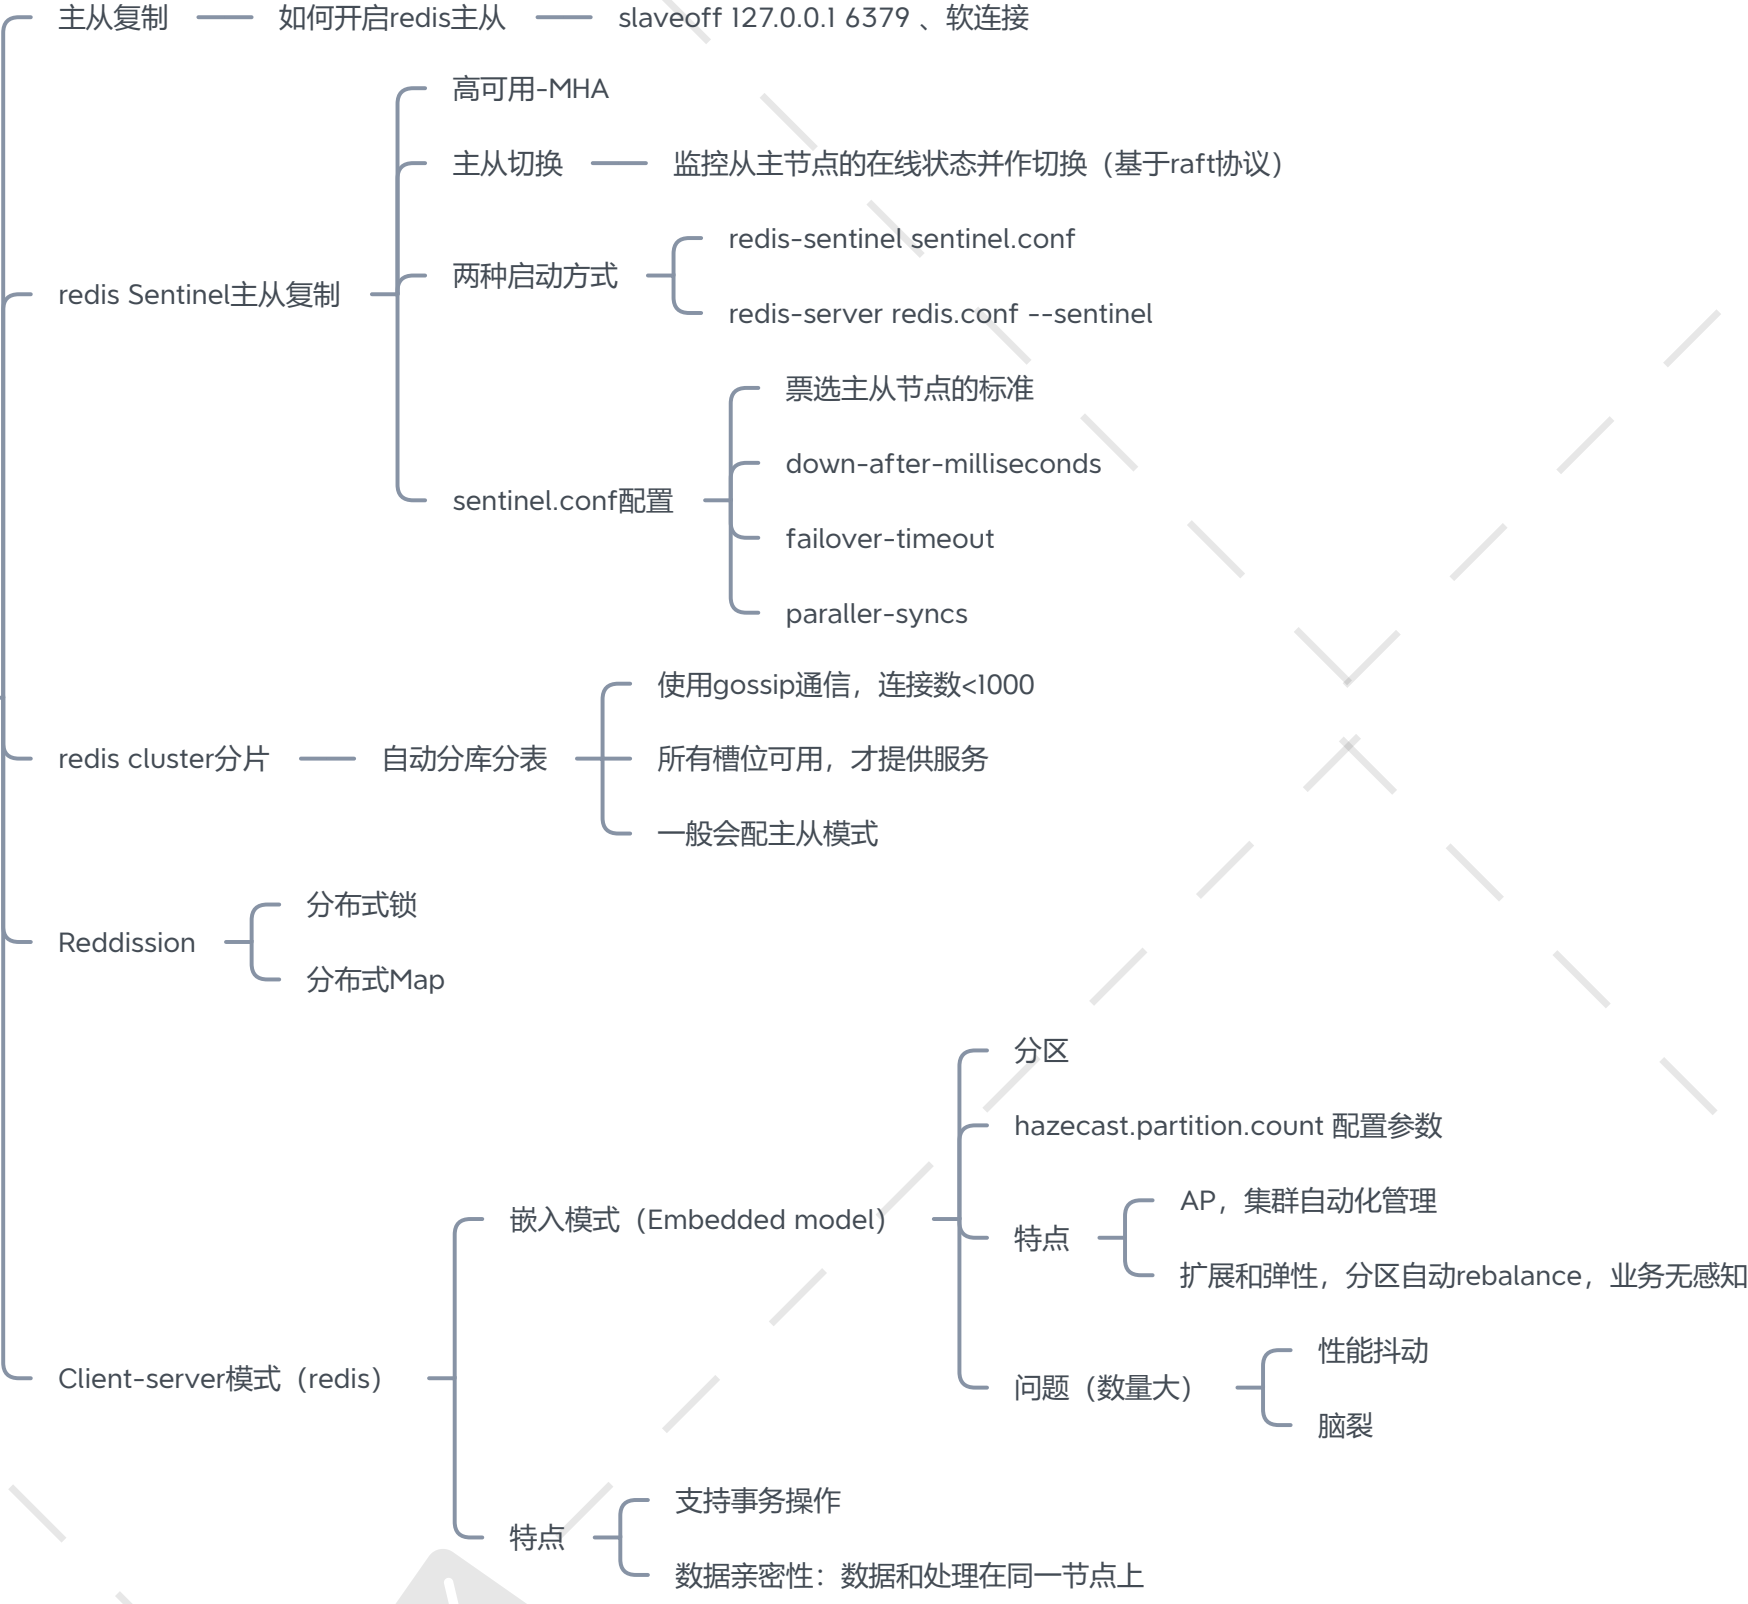 主从复制
如何开启redis主从
slaveoff 127.0.0.1 6379 、软连接
redis Sentinel主从复制
高可用-MHA
主从切换
监控从主节点的在线状态并作切换（基于raft协议）
两种启动方式
redis-sentinel sentinel.conf
redis-server redis.conf --sentinel
sentinel.conf配置
票选主从节点的标准
down-after-milliseconds
failover-timeout
paraller-syncs
redis cluster分片
自动分库分表
使用gossip通信，连接数<1000
所有槽位可用，才提供服务
一般会配主从模式
Reddission
分布式锁
分布式Map
Client-server模式（redis）
嵌入模式（Embedded model）
分区
hazecast.partition.count 配置参数
特点
AP，集群自动化管理
扩展和弹性，分区自动rebalance，业务无感知
问题（数量大）
性能抖动
脑裂
特点
支持事务操作
数据亲密性：数据和处理在同一节点上